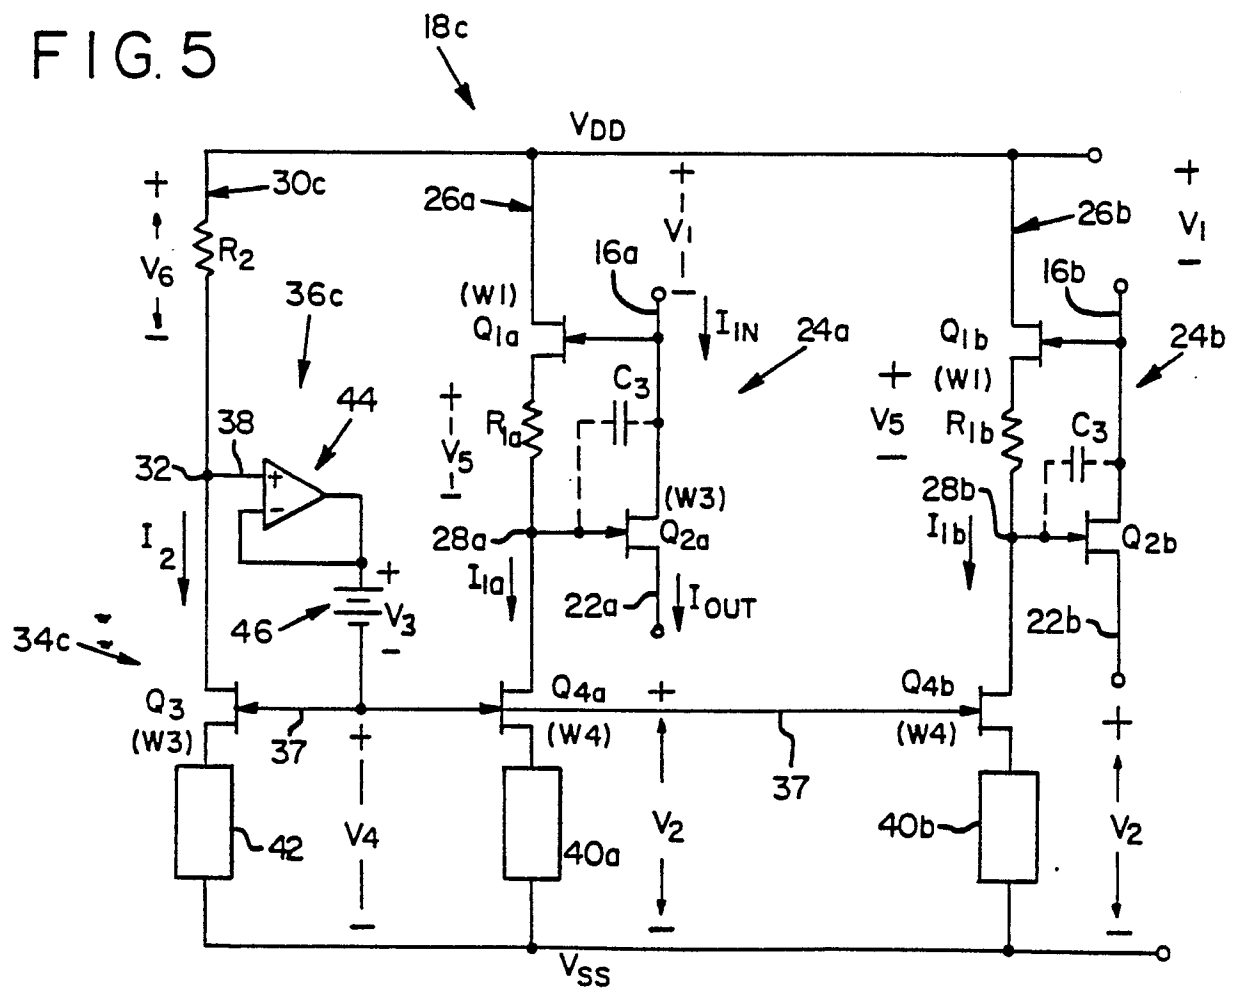 FIG. 5
18c
VDD
+
30c
26a
+
V1
−
+
V6
−
R2
16a
26b
+
V1
−
16b
36c
(W1)
Q1a
IIN
24a
Q1b
(W1)
24b
44
+
V5
−
R1a
C3
+
V5
−
R1b
C3
38
32
+
−
(W3)
Q2a
28a
28b
Q2b
I2
I1a
22a
IOUT
I1b
22b
46
+
V3
−
34c
Q3
(W3)
37
Q4a
(W4)
+
37
Q4b
(W4)
+
+
V4
−
42
40a
V2
−
40b
V2
−
VSS